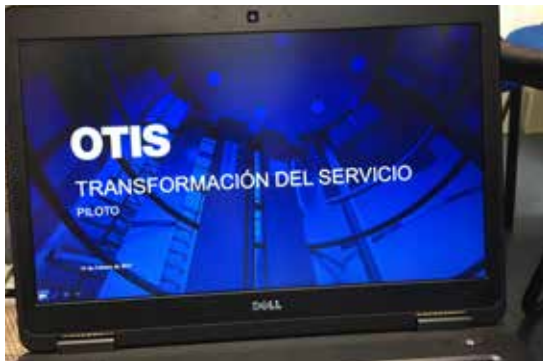 OTIS
TRANSFORMACIÓN DEL SERVICIO
PILOTO
DELL